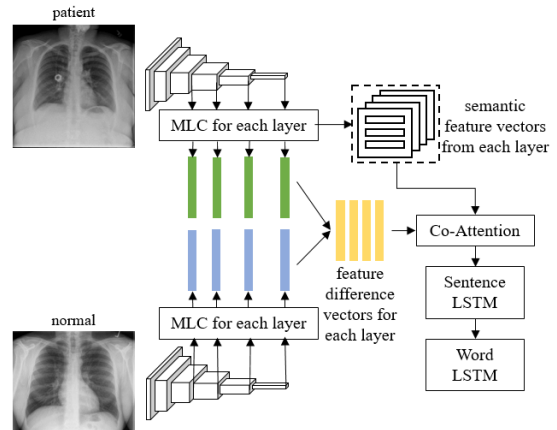 patient
MLC for each layer
semantic
feature vectors
from each layer
Co-Attention
feature
difference
vectors for
each layer
Sentence
LSTM
MLC for each layer
normal
Word
LSTM